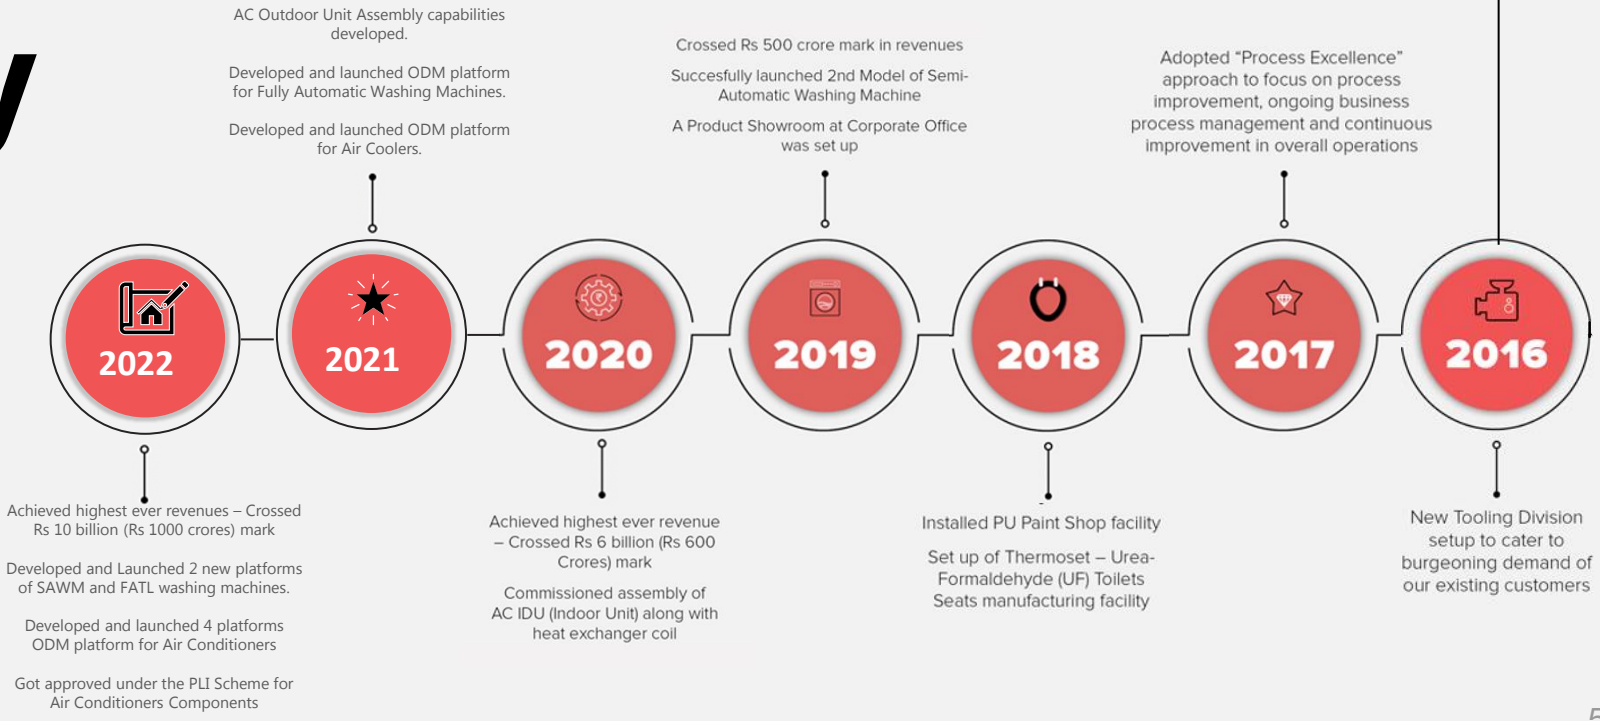 AC Outdoor Unit Assembly capabilities
developed.
Developed and launched ODM platform
for Fully Automatic Washing Machines.
Developed and launched ODM platform
for Air Coolers.
Crossed Rs 500 crore mark in revenues
Succesfully launched 2nd Model of Semi-
Automatic Washing Machine
A Product Showroom at Corporate Office
was set up
Adopted “Process Excellence”
approach to focus on process
improvement, ongoing business
process management and continuous
improvement in overall operations
2022
2021
2020
2019
2018
2017
2016
Achieved highest ever revenues – Crossed
Rs 10 billion (Rs 1000 crores) mark
Developed and Launched 2 new platforms
of SAWM and FATL washing machines.
Developed and launched 4 platforms
ODM platform for Air Conditioners
Got approved under the PLI Scheme for
Air Conditioners Components
Achieved highest ever revenue
– Crossed Rs 6 billion (Rs 600
Crores) mark
Commissioned assembly of
AC IDU (Indoor Unit) along with
heat exchanger coil
Installed PU Paint Shop facility
Set up of Thermoset – Urea-
Formaldehyde (UF) Toilets
Seats manufacturing facility
New Tooling Division
setup to cater to
burgeoning demand of
our existing customers